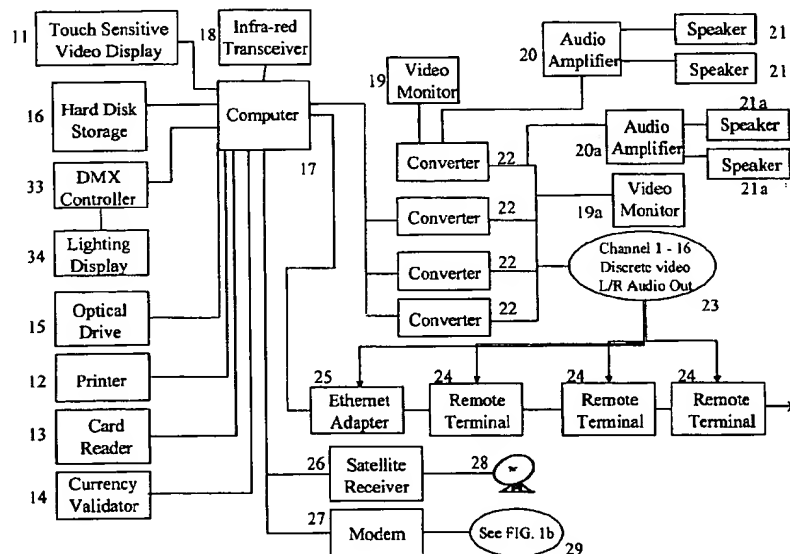 11
Touch Sensitive
Video Display
18
Infra-red
Transceiver
16
Hard Disk
Storage
Computer
17
33
DMX
Controller
34
Lighting
Display
15
Optical
Drive
12
Printer
13
Card
Reader
14
Currency
Validator
19
Video
Monitor
20
Audio
Amplifier
Speaker
21
Speaker
21
Converter
22
20a
Audio
Amplifier
21a
Speaker
Speaker
21a
19a
Video
Monitor
Converter
22
Converter
22
Converter
22
Channel 1 - 16
Discrete video
L/R Audio Out
23
25
Ethernet
Adapter
24
Remote
Terminal
24
Remote
Terminal
24
Remote
Terminal
26
Satellite
Receiver
28
27
Modem
See FIG. 1b
29